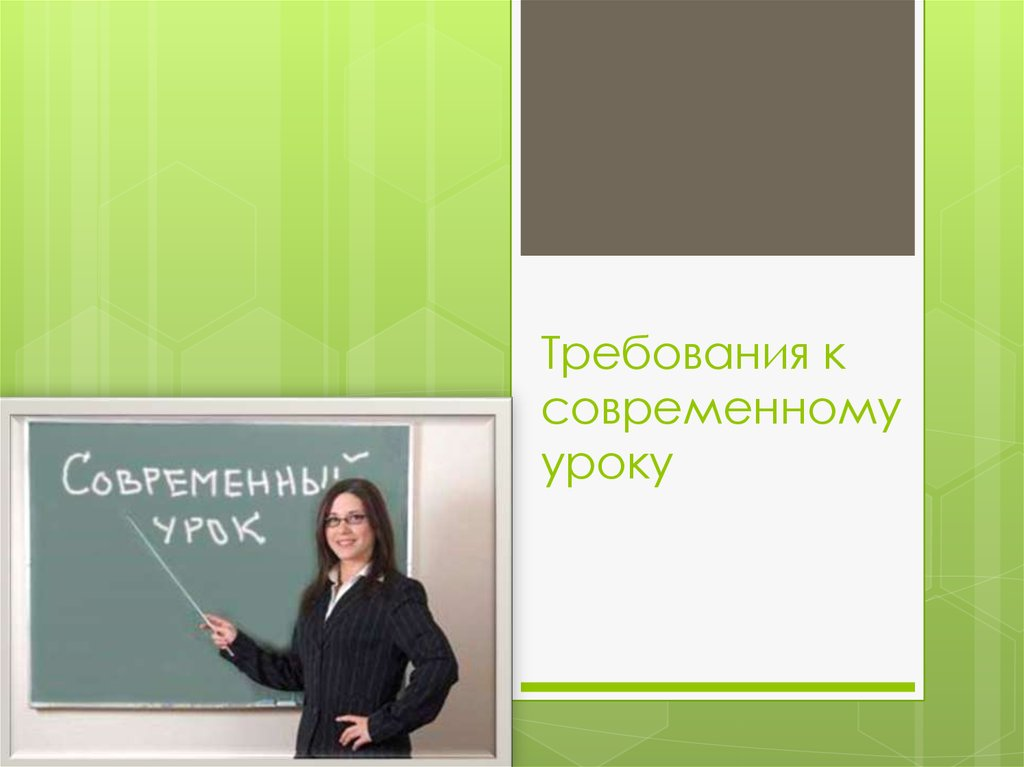 Требования к
современному
уроку
Современный
урок